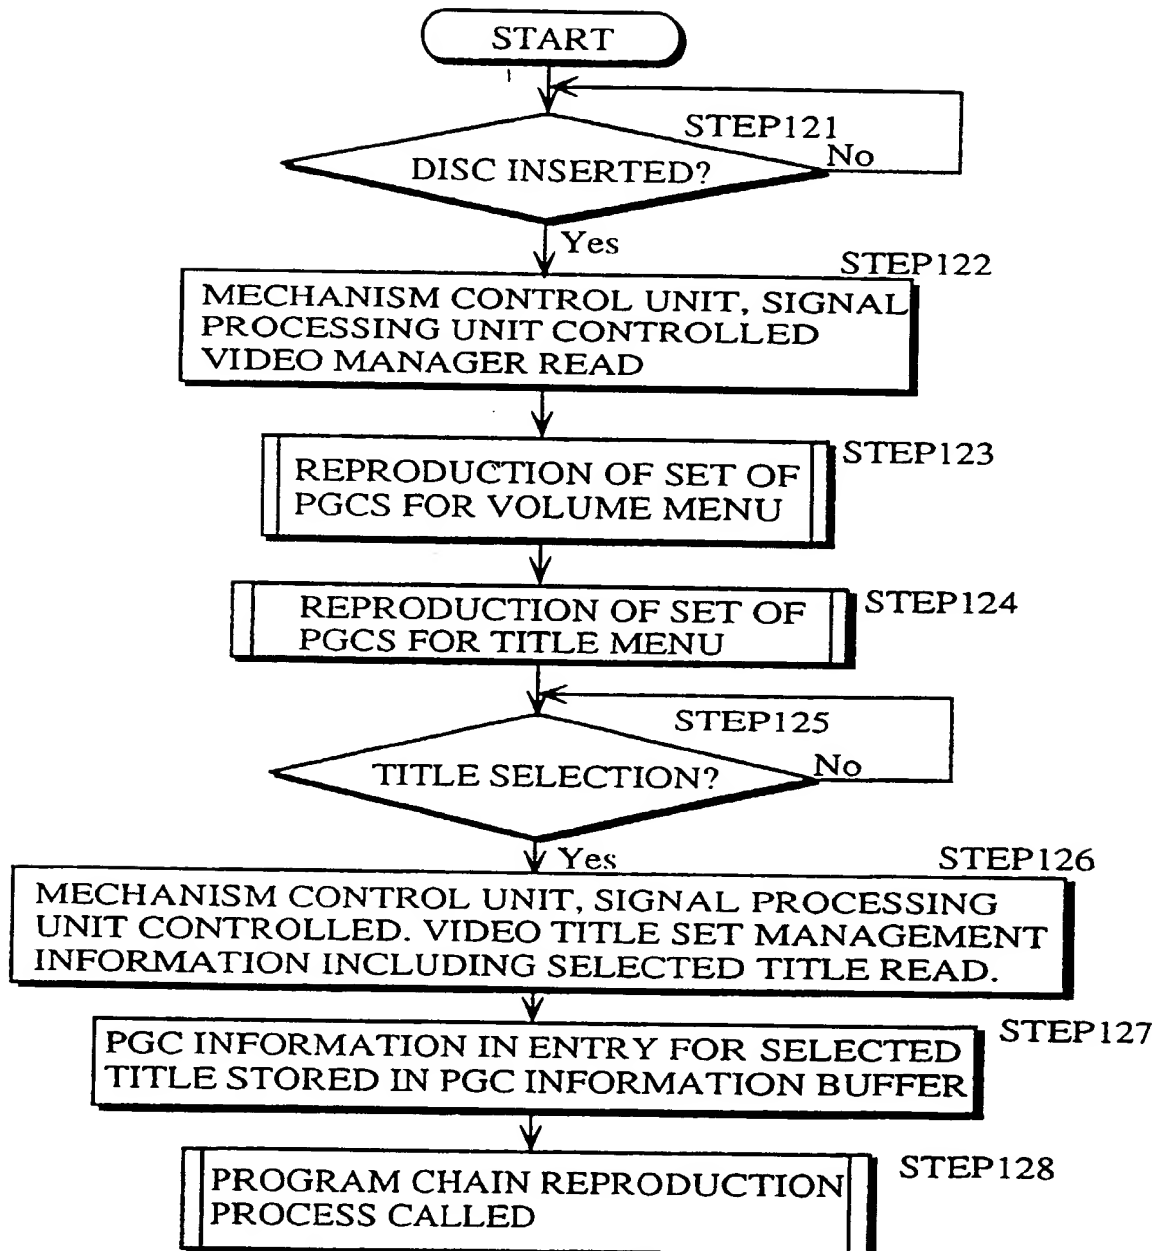 START
STEP121
No
DISC INSERTED?
Yes
STEP122
MECHANISM CONTROL UNIT, SIGNAL
PROCESSING UNIT CONTROLLED
VIDEO MANAGER READ
STEP123
REPRODUCTION OF SET OF
PGCS FOR VOLUME MENU
STEP124
REPRODUCTION OF SET OF
PGCS FOR TITLE MENU
STEP125
No
TITLE SELECTION?
Yes
STEP126
MECHANISM CONTROL UNIT, SIGNAL PROCESSING
UNIT CONTROLLED. VIDEO TITLE SET MANAGEMENT
INFORMATION INCLUDING SELECTED TITLE READ.
STEP127
PGC INFORMATION IN ENTRY FOR SELECTED
TITLE STORED IN PGC INFORMATION BUFFER
STEP128
PROGRAM CHAIN REPRODUCTION
PROCESS CALLED